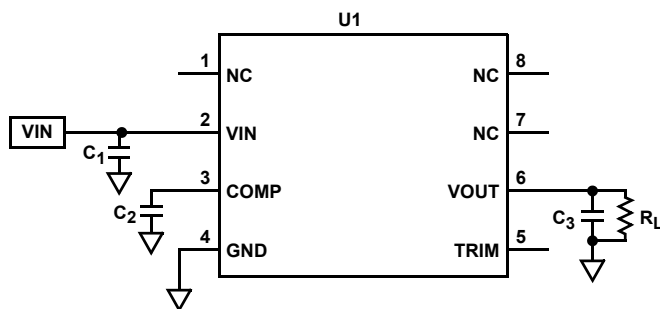 U1
1 NC
NC 8
VIN 2 VIN
NC 7
C1
3 COMP
VOUT 6
C2
C3 RL
4 GND
TRIM 5